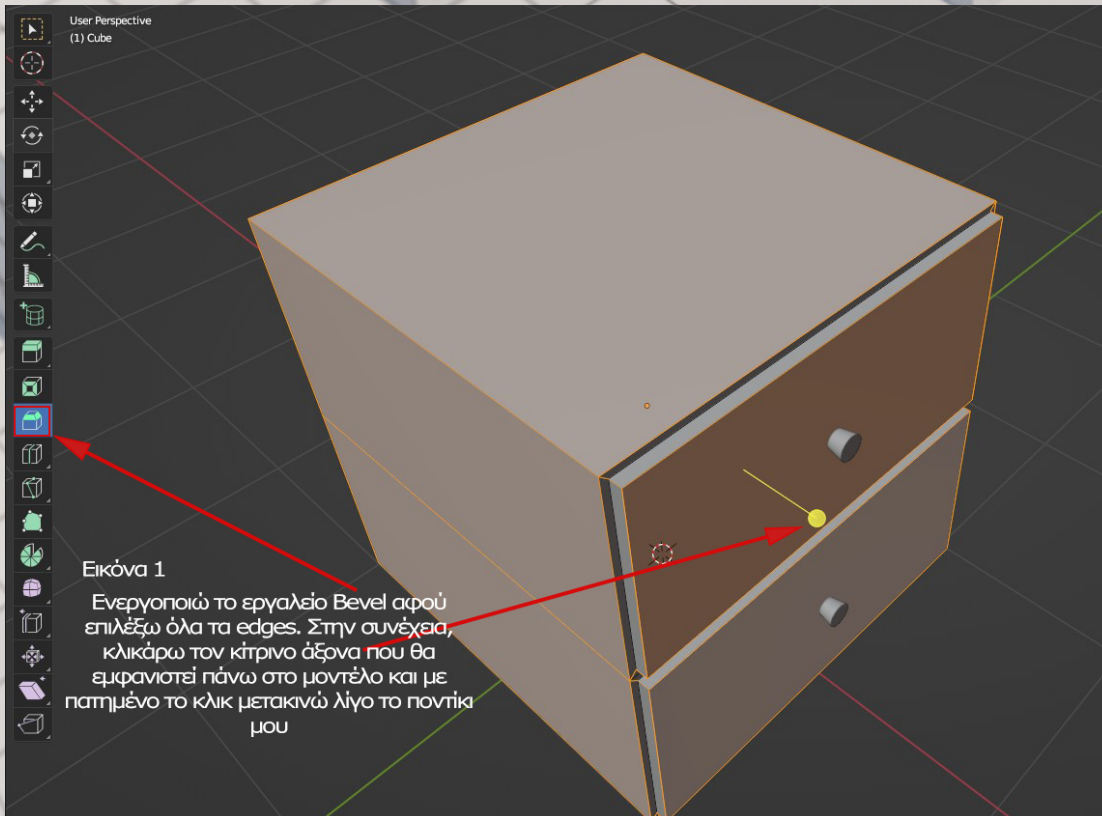 User Perspective
(1) Cube
Εικόνα 1
Ενεργοποιώ το εργαλείο Bevel αφού
επιλέξω όλα τα edges. Στην συνέχεια,
κλικάρω τον κίτρινο άξονα που θα
εμφανιστεί πάνω στο μοντέλο και με
πατημένο το κλικ μετακινώ λίγο το ποντίκι
μου